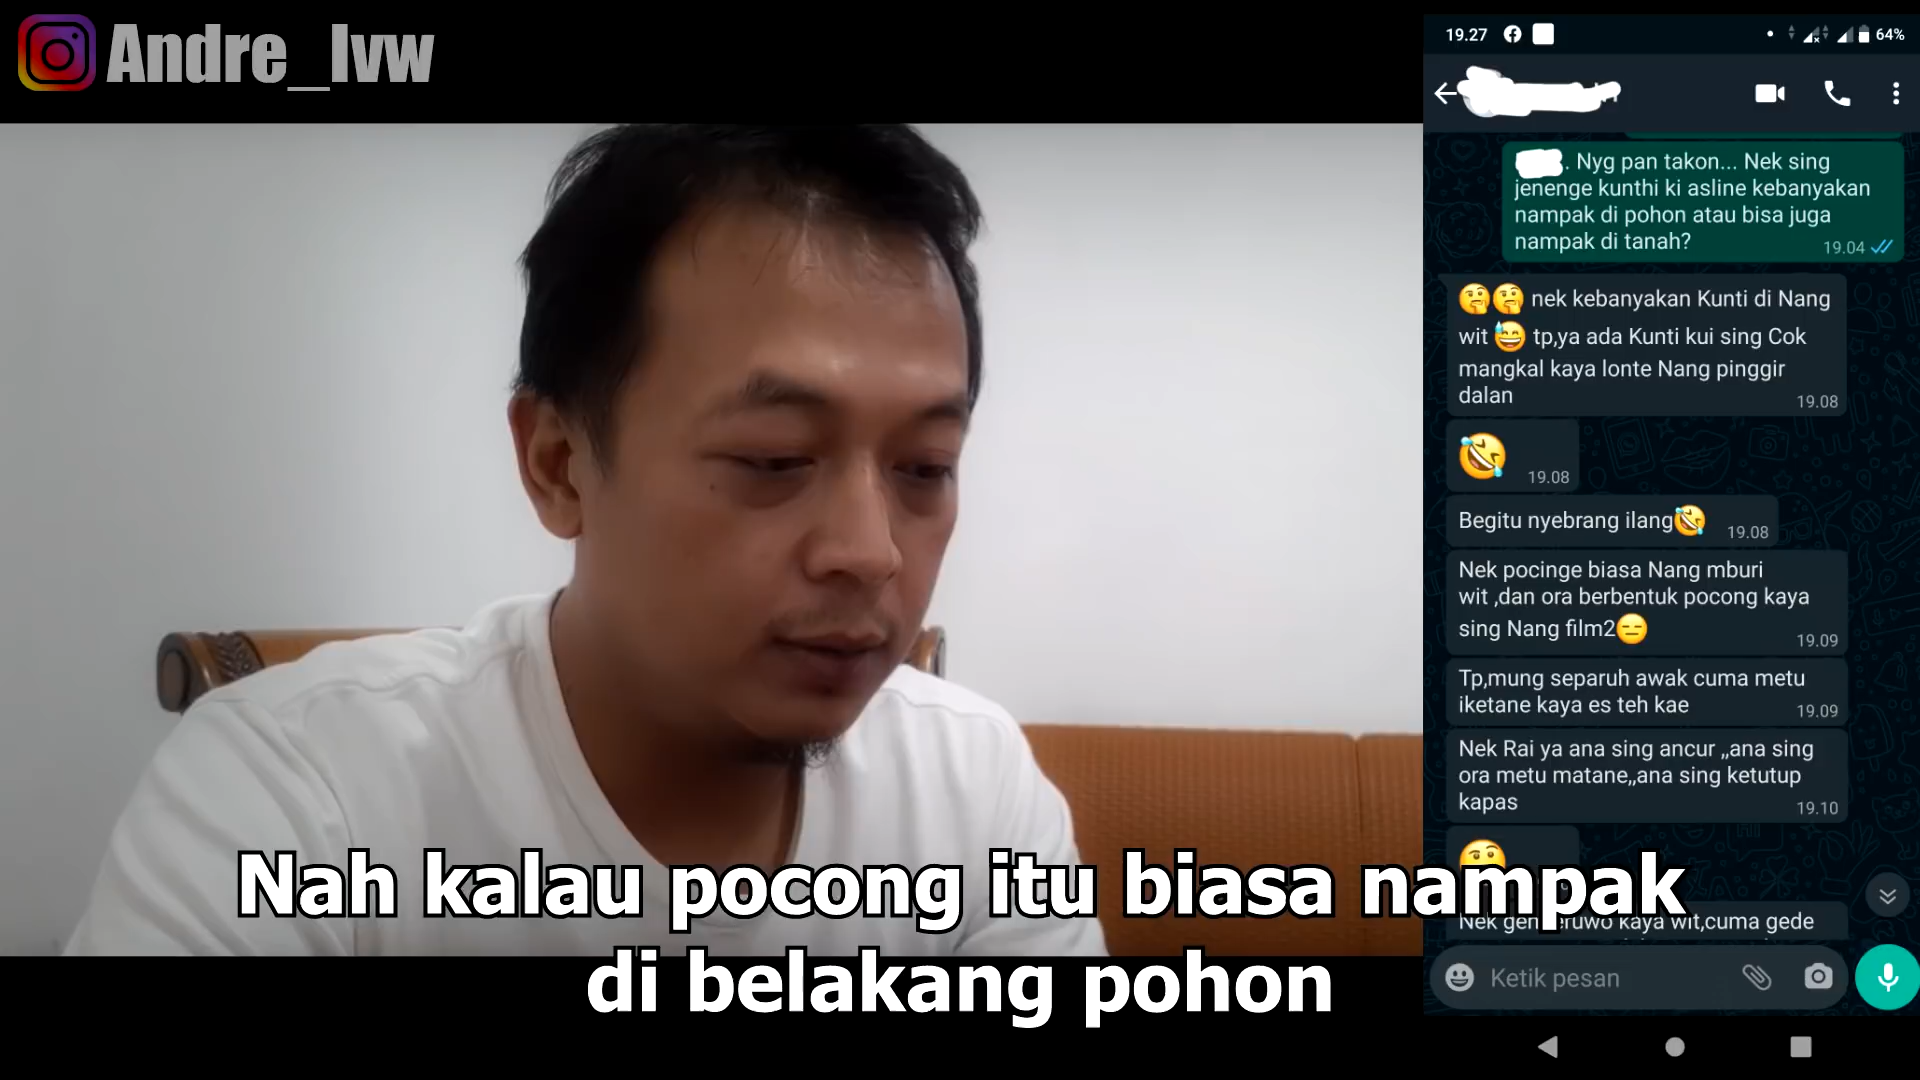 Andre_lvw
19.27
64%
. Nyg pan takon... Nek sing
jenenge kunthi ki asline kebanyakan
nampak di pohon atau bisa juga
nampak di tanah?
19.04
nek kebanyakan Kunti di Nang
wit 😅 tp,ya ada Kunti kui sing Cok
mangkal kaya lonte Nang pinggir
dalan
19.08
19.08
Begitu nyebrang ilang🤣
19.08
Nek pocinge biasa Nang mburi
wit ,dan ora berbentuk pocong kaya
sing Nang film2😑
19.09
Tp,mung separuh awak cuma metu
iketane kaya es teh kae
19.09
Nek Rai ya ana sing ancur ,,ana sing
ora metu matane,,ana sing ketutup
kapas
19.10
Nek kaya wit,cuma gede
Ketik pesan
Nah kalau pocong itu biasa nampak
di belakang pohon